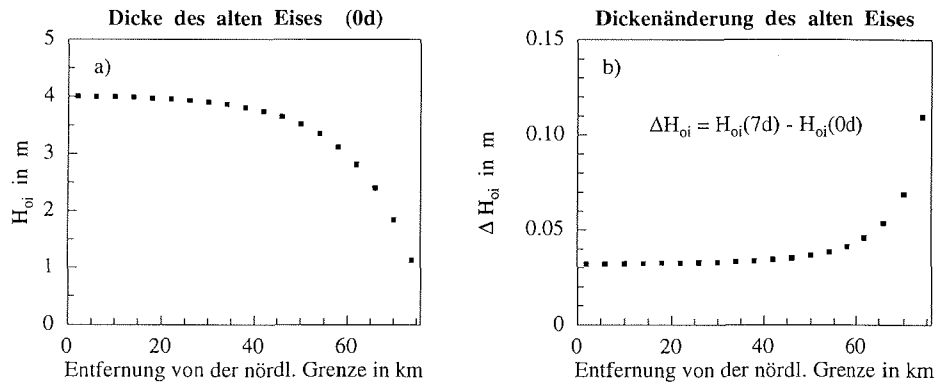 Dicke des alten Eises (0d)
a)
5
4
3
2
1
0
H_oi in m
0 20 40 60
Entfernung von der nördl. Grenze in km
Dickenänderung des alten Eises
b)
ΔH_oi = H_oi(7d) - H_oi(0d)
0.15
0.10
0.05
0.00
Δ H_oi in m
0 20 40 60
Entfernung von der nördl. Grenze in km